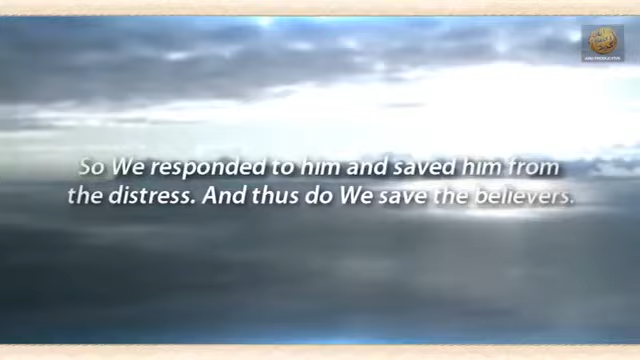 So We responded to him and saved him from
the distress. And thus do We save the believers.